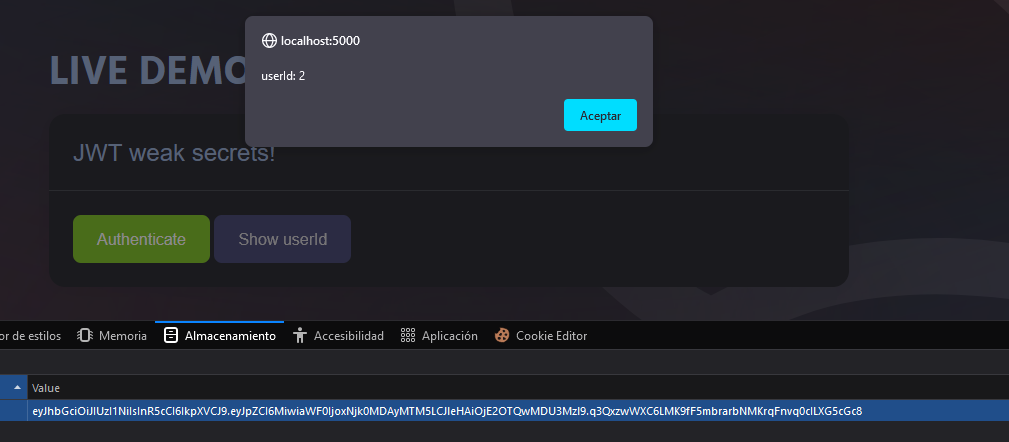 localhost:5000
userId: 2
Aceptar
LIVE DEMO
JWT weak secrets!
Authenticate
Show userId
or de estilos
Memoria
Almacenamiento
Accesibilidad
Aplicación
Cookie Editor
Value
eyJhbGciOiJIUzI1NiIsInR5cCI6IkpXVCJ9.eyJpZCI6MiwiaWF0IjoxNjk0MDAyMTM5LCJleHAiOjE2OTQwMDU3Mzl9.q3QxzwWXC6LMK9fF5mbrarbNMKrqFnvq0clLXG5cGc8